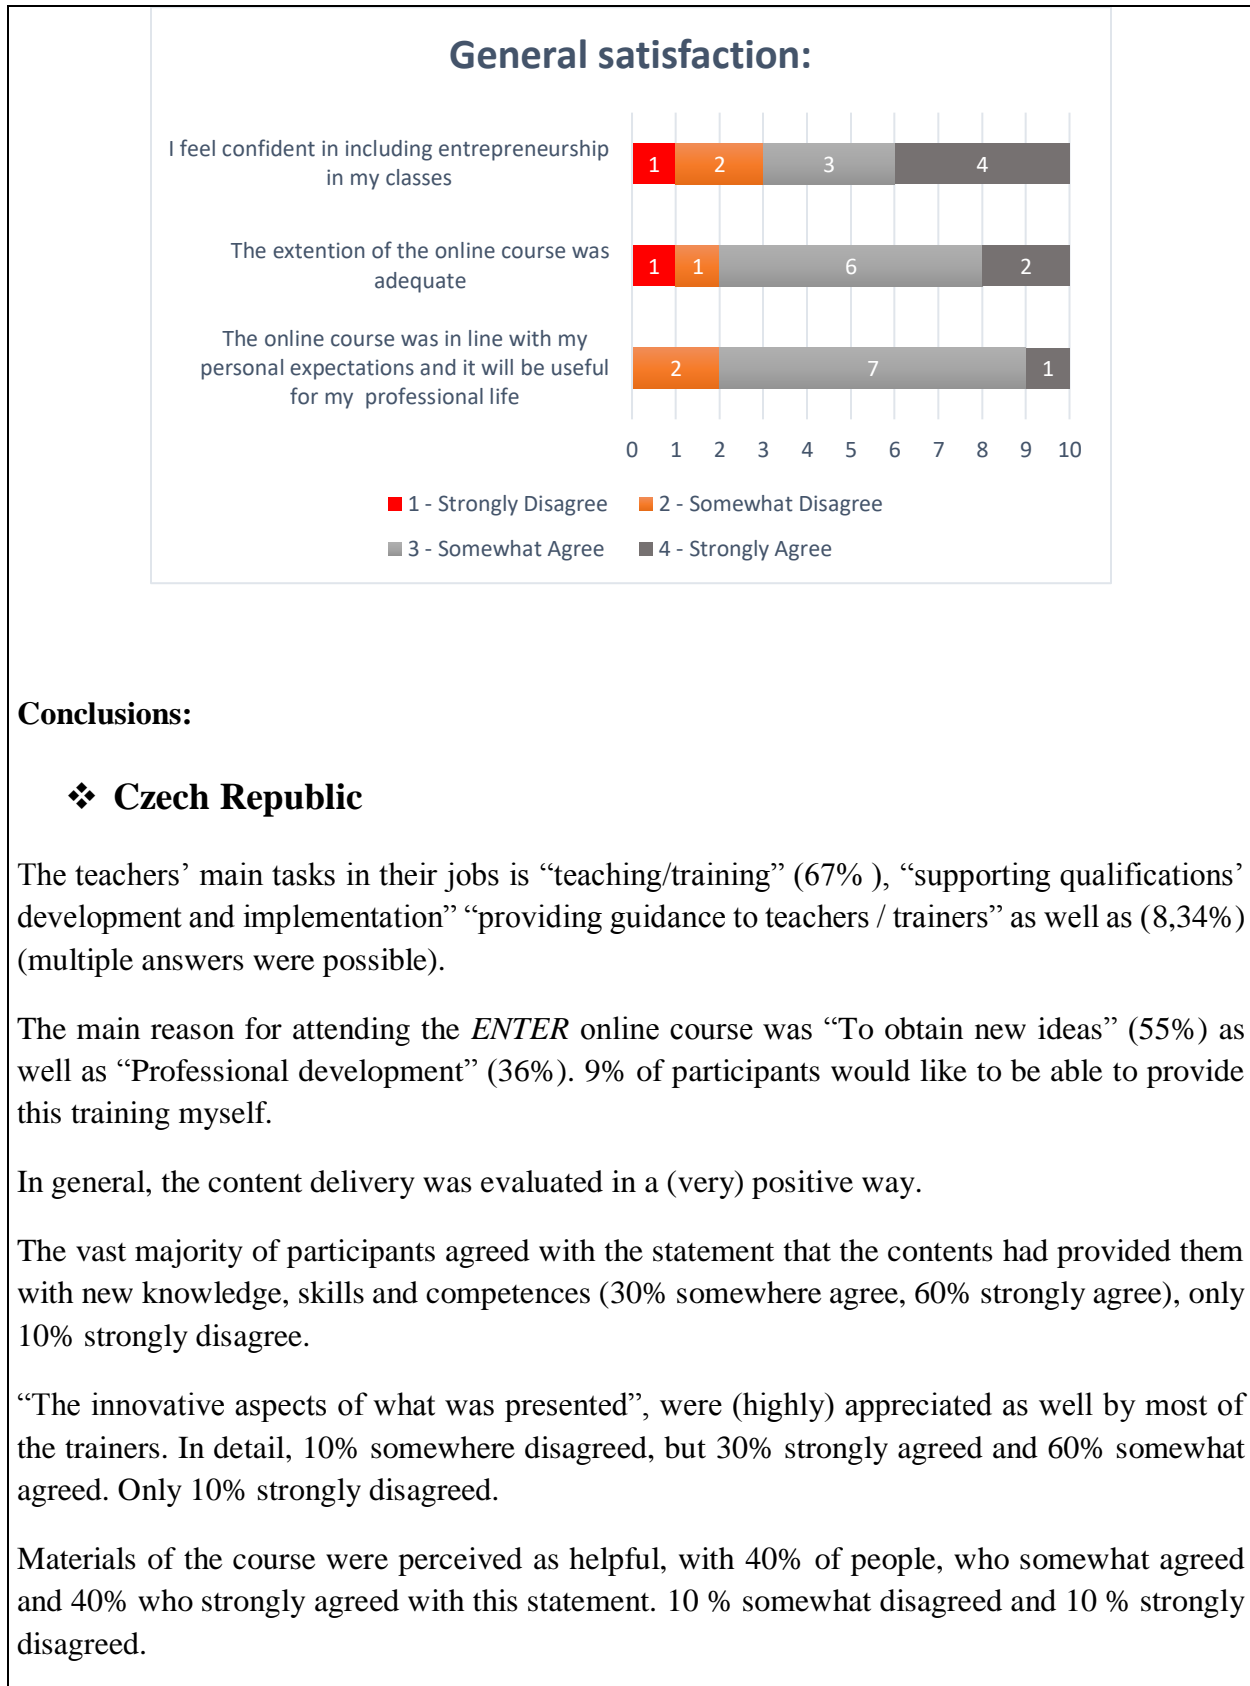 General satisfaction:
I feel confident in including entrepreneurship
in my classes
1 2 3 4
The extention of the online course was
adequate
1 1 6 2
The online course was in line with my
personal expectations and it will be useful
for my professional life
2 7 1
0 1 2 3 4 5 6 7 8 9 10
1 - Strongly Disagree 2 - Somewhat Disagree
3 - Somewhat Agree 4 - Strongly Agree
Conclusions:
❖ Czech Republic
The teachers’ main tasks in their jobs is “teaching/training” (67% ), “supporting qualifications’
development and implementation” “providing guidance to teachers / trainers” as well as (8,34%)
(multiple answers were possible).
The main reason for attending the ENTER online course was “To obtain new ideas” (55%) as
well as “Professional development” (36%). 9% of participants would like to be able to provide
this training myself.
In general, the content delivery was evaluated in a (very) positive way.
The vast majority of participants agreed with the statement that the contents had provided them
with new knowledge, skills and competences (30% somewhere agree, 60% strongly agree), only
10% strongly disagree.
“The innovative aspects of what was presented”, were (highly) appreciated as well by most of
the trainers. In detail, 10% somewhere disagreed, but 30% strongly agreed and 60% somewhat
agreed. Only 10% strongly disagreed.
Materials of the course were perceived as helpful, with 40% of people, who somewhat agreed
and 40% who strongly agreed with this statement. 10 % somewhat disagreed and 10 % strongly
disagreed.